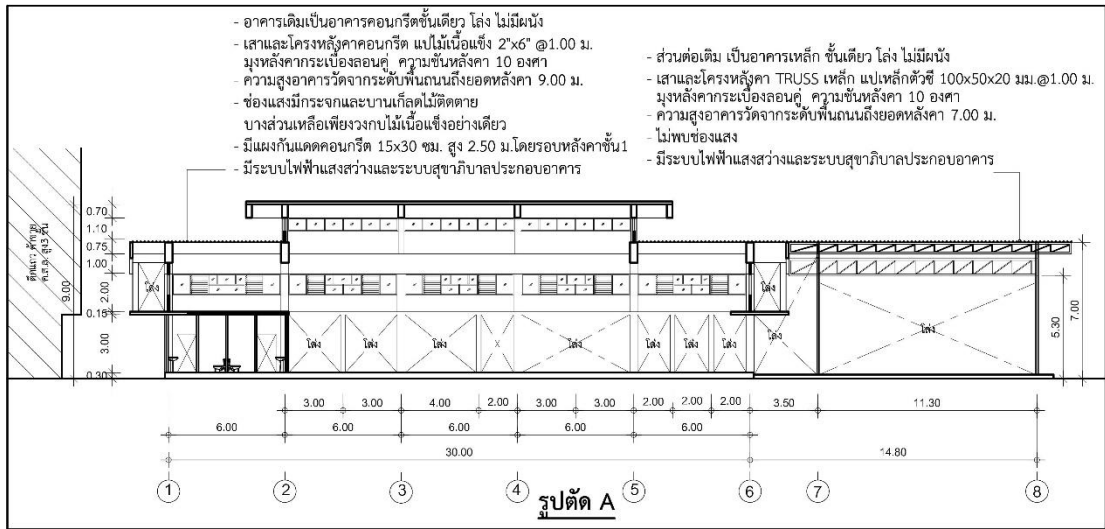 - อาคารเดิมเป็นอาคารคอนกรีตชั้นเดียว โล่ง ไม่มีผนัง
- เสาและโครงหลังคาคอนกรีต แปไม้เนื้อแข็ง 2"x6" @1.00 ม.
มุงหลังคากระเบื้องลอนคู่ ความชันหลังคา 10 องศา
- ความสูงอาคารวัดจากระดับพื้นถนนถึงยอดหลังคา 9.00 ม.
- ช่องแสงมีกระจกและบานเกล็ดไม้ติดตาย
บางส่วนเหลือเพียงวงกบไม้เนื้อแข็งอย่างเดียว
- มีแผงกันแดดคอนกรีต 15x30 ซม. สูง 2.50 ม.โดยรอบหลังคาชั้น1
- มีระบบไฟฟ้าแสงสว่างและระบบสุขาภิบาลประกอบอาคาร
- ส่วนต่อเติม เป็นอาคารเหล็ก ชั้นเดียว โล่ง ไม่มีผนัง
- เสาและโครงหลังคา TRUSS เหล็ก แปเหล็กตัวซี 100x50x20 มม.@1.00 ม.
มุงหลังคากระเบื้องลอนคู่ ความชันหลังคา 10 องศา
- ความสูงอาคารวัดจากระดับพื้นถนนถึงยอดหลังคา 7.00 ม.
- ไม่พบช่องแสง
- มีระบบไฟฟ้าแสงสว่างและระบบสุขาภิบาลประกอบอาคาร
ค.ส.ล. สูง3 ชั้น
9.00
0.70
1.10
0.75
1.00
2.00
0.15
3.00
0.30
โล่ง
โล่ง
โล่ง โล่ง โล่ง โล่ง โล่ง โล่ง โล่ง โล่ง โล่ง
5.30
7.00
3.00 3.00 4.00 2.00 3.00 3.00 2.00 2.00 2.00 3.50 11.30
6.00 6.00 6.00 6.00 6.00
30.00 14.80
1 2 3 4 5 6 7 8
รูปตัด A